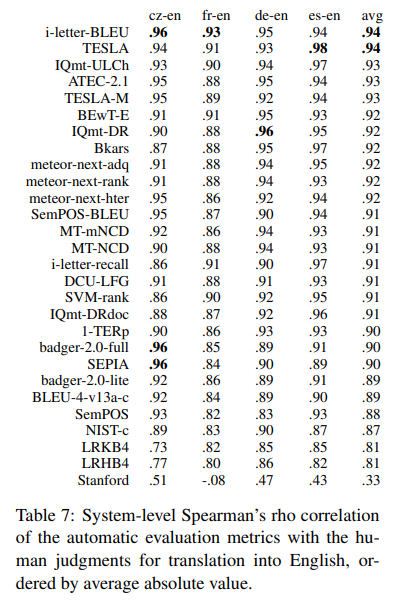 cz-en fr-en de-en es-en avg
i-letter-BLEU .96 .93 .95 .94 .94
TESLA .94 .91 .93 .98 .94
IQmt-ULCh .93 .90 .94 .97 .93
ATEC-2.1 .95 .88 .95 .94 .93
TESLA-M .95 .89 .92 .94 .93
BEwT-E .91 .91 .95 .93 .92
IQmt-DR .90 .88 .96 .95 .92
Bkars .87 .88 .95 .97 .92
meteor-next-adq .91 .88 .94 .95 .92
meteor-next-rank .91 .88 .94 .93 .92
meteor-next-hter .95 .86 .92 .94 .92
SemPOS-BLEU .95 .87 .90 .94 .91
MT-mNCD .92 .86 .94 .93 .91
MT-NCD .90 .88 .94 .93 .91
i-letter-recall .86 .91 .90 .97 .91
DCU-LFG .91 .88 .91 .93 .91
SVM-rank .86 .90 .92 .95 .91
IQmt-DRdoc .88 .87 .92 .96 .91
1-TERp .90 .86 .93 .93 .90
badger-2.0-full .96 .85 .89 .91 .90
SEPIA .96 .84 .90 .89 .90
badger-2.0-lite .92 .86 .89 .91 .89
BLEU-4-v13a-c .92 .84 .89 .90 .89
SemPOS .93 .82 .83 .93 .88
NIST-c .89 .83 .90 .87 .87
LRKB4 .73 .82 .85 .85 .81
LRHB4 .77 .80 .86 .82 .81
Stanford .51 -.08 .47 .43 .33
Table 7: System-level Spearman's rho correlation
of the automatic evaluation metrics with the hu-
man judgments for translation into English, or-
dered by average absolute value.